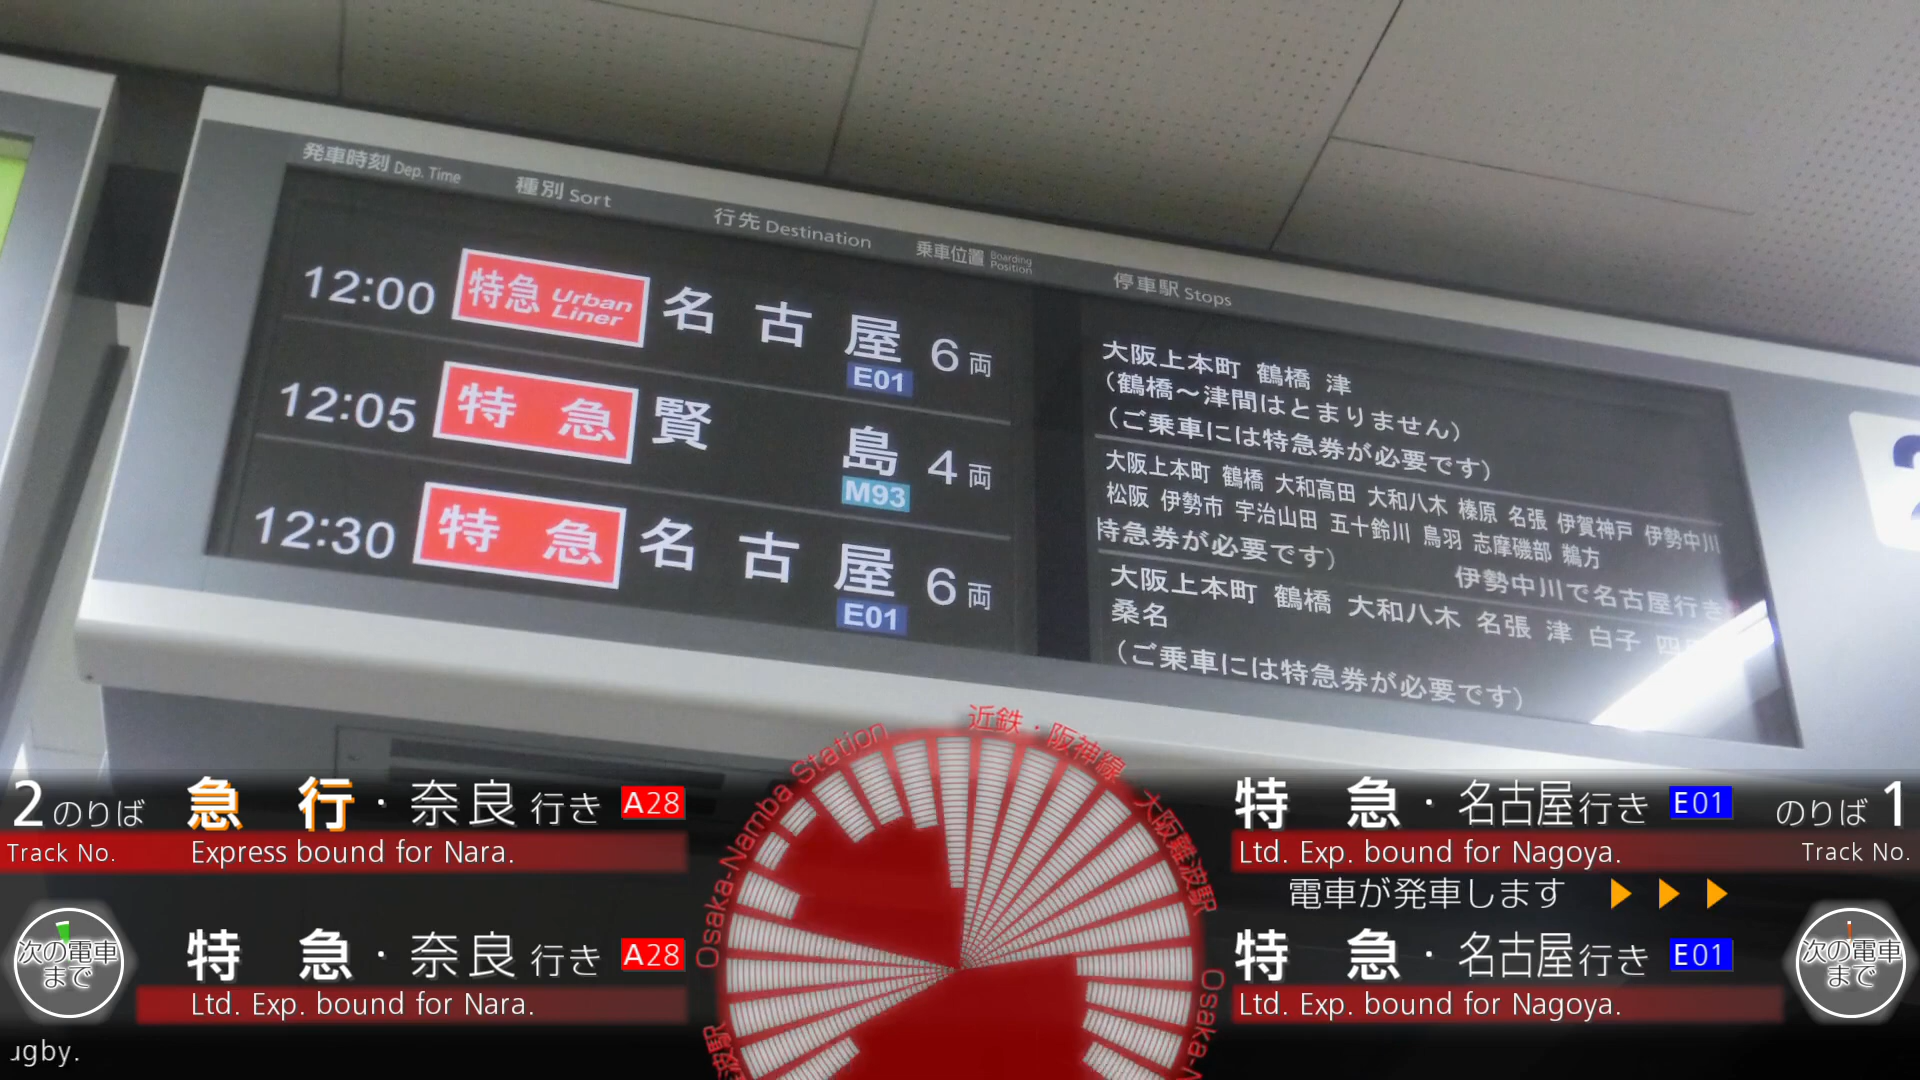 発車時刻 Dep. Time 種別 Sort 行先 Destination 乗車位置 Boarding Position 停車駅 Stops
12:00 特急 Urban Liner 名古屋 E01 6両
大阪上本町 鶴橋 津
(鶴橋～津間はとまりません)
(ご乗車には特急券が必要です)
12:05 特急 賢島 M93 4両
大阪上本町 鶴橋 大和高田 大和八木 榛原 名張 伊賀神戸 伊勢中川
松阪 伊勢市 宇治山田 五十鈴川 鳥羽 志摩磯部 鵜方
特急券が必要です) 伊勢中川で名古屋行き
12:30 特急 名古屋 E01 6両
大阪上本町 鶴橋 大和八木 名張 津 白子
桑名
(ご乗車には特急券が必要です)
2 のりば 急行・奈良行き A28
Track No. Express bound for Nara.
次の電車まで 特急・奈良行き A28
Ltd. Exp. bound for Nara.
ugby.
近鉄・阪神線 大阪難波駅
Osaka-Namba Station
特急・名古屋行き E01 のりば 1
Ltd. Exp. bound for Nagoya. Track No.
電車が発車します
特急・名古屋行き E01 次の電車まで
Ltd. Exp. bound for Nagoya.